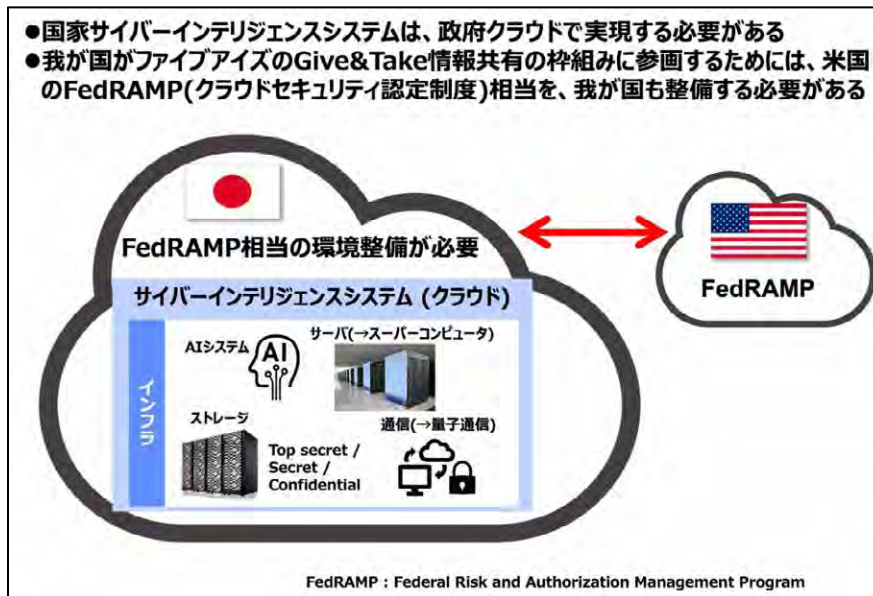 ●国家サイバーインテリジェンスシステムは、政府クラウドで実現する必要がある
●我が国がファイブアイズのGive&Take情報共有の枠組みに参画するためには、米国
のFedRAMP(クラウドセキュリティ認定制度)相当を、我が国も整備する必要がある
FedRAMP相当の環境整備が必要
FedRAMP
サイバーインテリジェンスシステム (クラウド)
インフラ
AIシステム
AI
サーバ(→スーパーコンピュータ)
ストレージ
Top secret /
Secret /
Confidential
通信(→量子通信)
FedRAMP : Federal Risk and Authorization Management Program